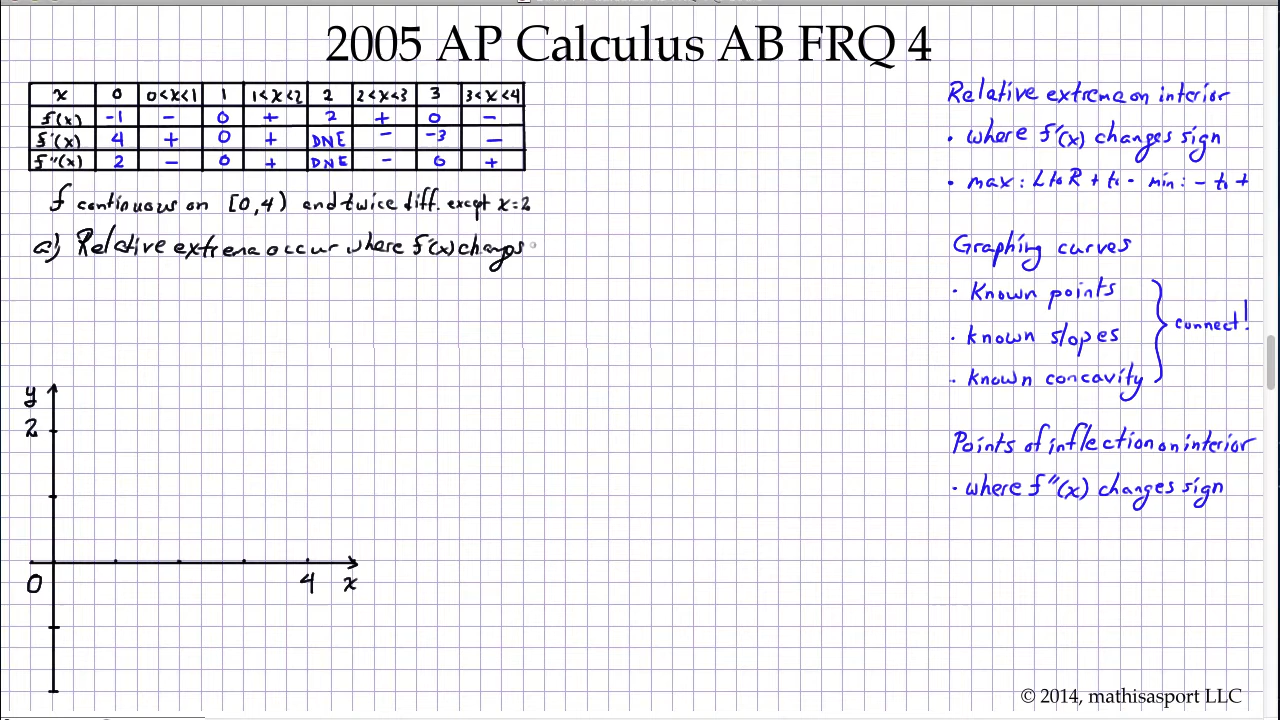 2005 AP Calculus AB FRQ 4
x 0 0<x<1 1 1<x<2 2 2<x<3 3 3<x<4
f(x) -1 - 0 + 2 + 0 -
f'(x) 4 + 0 + DNE - -3 -
f"(x) 2 - 0 + DNE - 0 +
f continuous on [0,4) and twice diff. except x=2
a) Relative extrema occur where f'(x) changes
y
2
0 4 x
Relative extreme on interior
• where f'(x) changes sign
• max: L to R + to - min: - to +
Graphing curves
• Known points
• known slopes
• known concavity
connect!
Points of inflection on interior
• where f"(x) changes sign
© 2014, mathisasport LLC